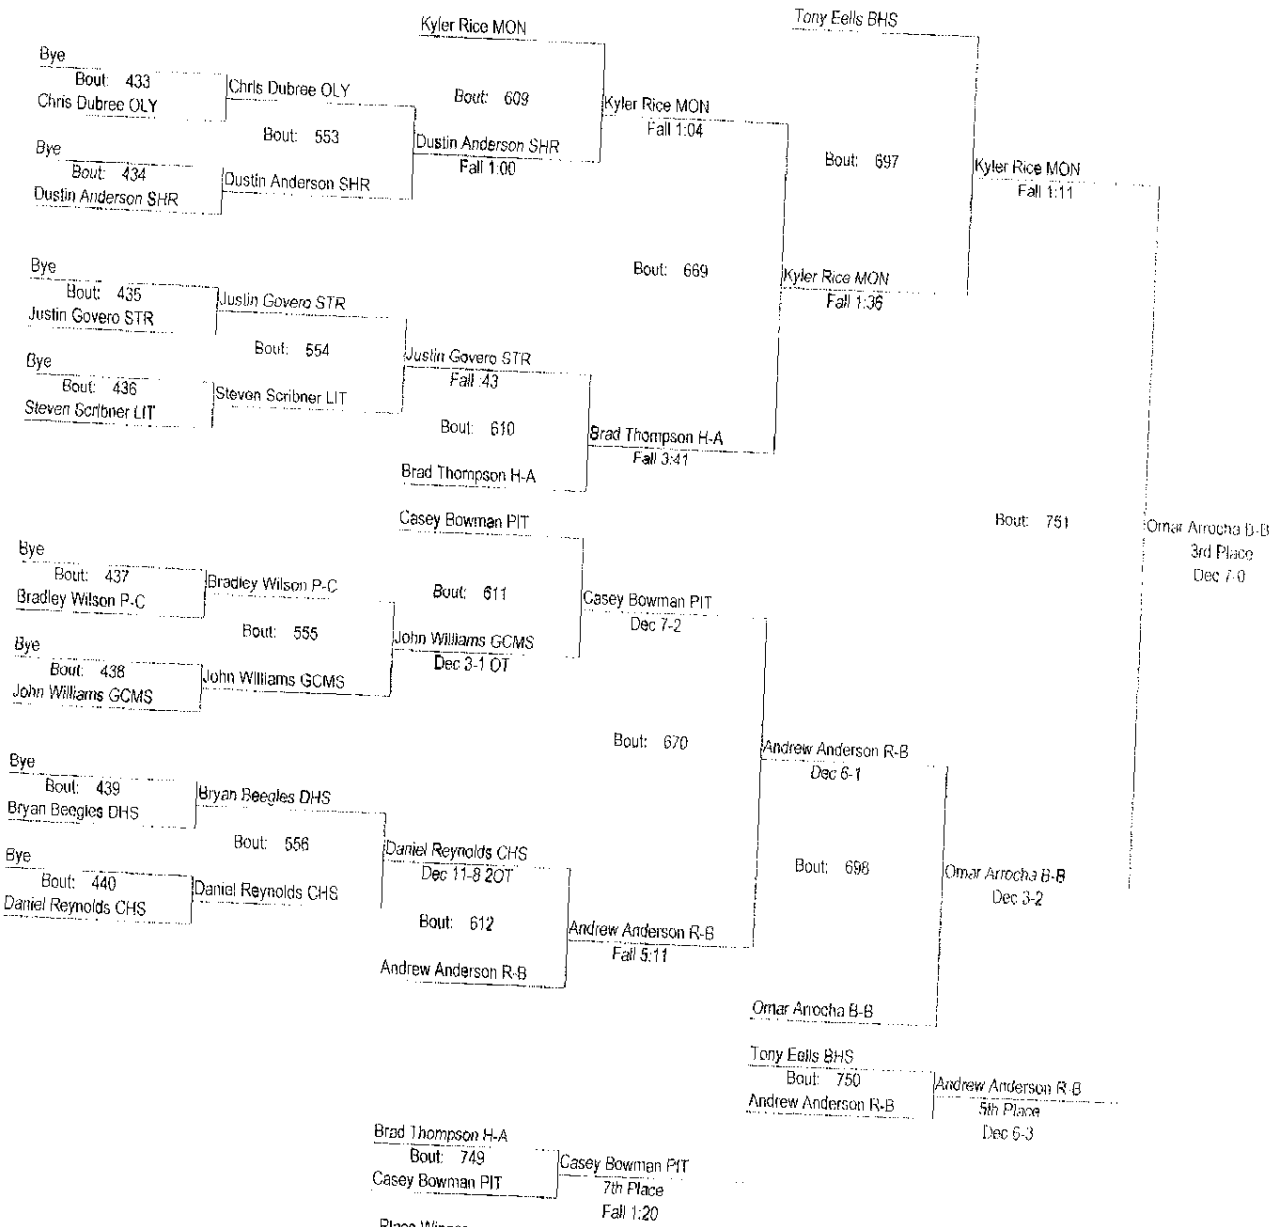 Kyler Rice MON
Tony Eells BHS
Bye
Bout: 433
Chris Dubree OLY
Chris Dubree OLY
Bout: 609
Kyler Rice MON
Fall 1:04
Bout: 553
Dustin Anderson SHR
Fall 1:00
Bye
Bout: 434
Dustin Anderson SHR
Dustin Anderson SHR
Bout: 697
Kyler Rice MON
Fall 1:11
Bout: 669
Kyler Rice MON
Fall 1:36
Bye
Bout: 435
Justin Govero STR
Justin Govero STR
Bout: 554
Justin Govero STR
Fall :43
Bye
Bout: 436
Steven Scribner LIT
Steven Scribner LIT
Bout: 610
Brad Thompson H-A
Fall 3:41
Brad Thompson H-A
Casey Bowman PIT
Bout: 751
Omar Arrocha B-B
3rd Place
Dec 7-0
Bye
Bout: 437
Bradley Wilson P-C
Bradley Wilson P-C
Bout: 611
Casey Bowman PIT
Dec 7-2
Bout: 555
John Williams GCMS
Dec 3-1 OT
Bye
Bout: 438
John Williams GCMS
John Williams GCMS
Bout: 670
Andrew Anderson R-B
Dec 6-1
Bye
Bout: 439
Bryan Beegles DHS
Bryan Beegles DHS
Bout: 556
Daniel Reynolds CHS
Dec 11-8 2OT
Bye
Bout: 440
Daniel Reynolds CHS
Daniel Reynolds CHS
Bout: 698
Omar Arrocha B-B
Dec 3-2
Bout: 612
Andrew Anderson R-B
Fall 5:11
Andrew Anderson R-B
Omar Arrocha B-B
Tony Eells BHS
Bout: 750
Andrew Anderson R-B
Andrew Anderson R-B
5th Place
Dec 6-3
Brad Thompson H-A
Bout: 749
Casey Bowman PIT
Casey Bowman PIT
7th Place
Fall 1:20
Place